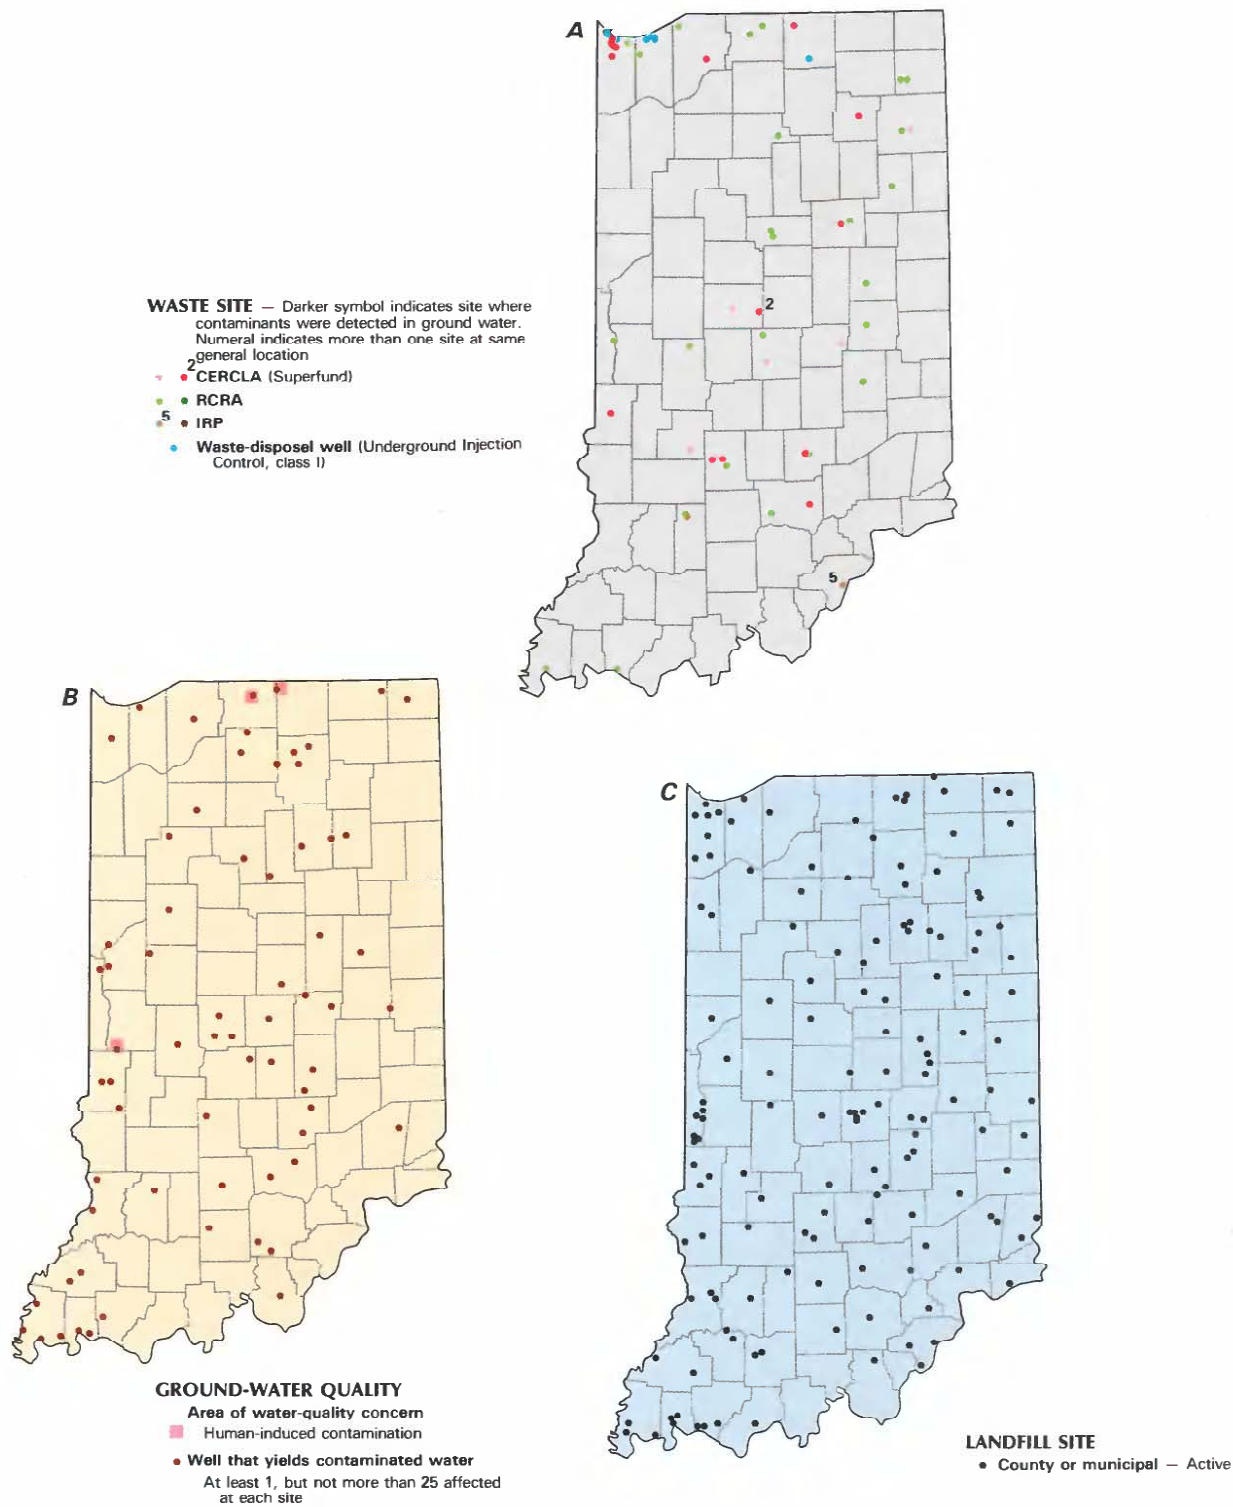 A
WASTE SITE — Darker symbol indicates site where
contaminants were detected in ground water.
Numeral indicates more than one site at same
general location
2
CERCLA (Superfund)
RCRA
5
IRP
Waste-disposel well (Underground Injection
Control, class I)
2
5
B
GROUND-WATER QUALITY
Area of water-quality concern
Human-induced contamination
Well that yields contaminated water
At least 1, but not more than 25 affected
at each site
C
LANDFILL SITE
County or municipal — Active